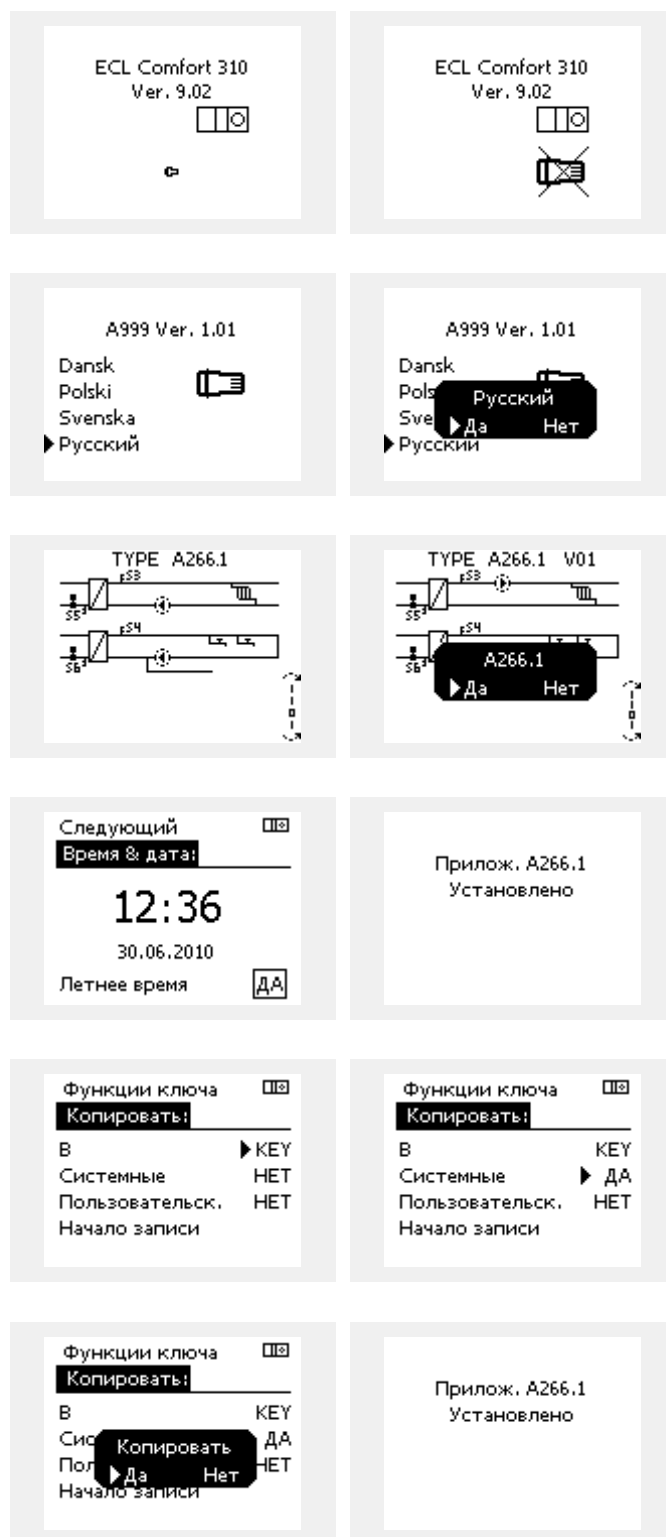 ECL Comfort 310
Ver. 9.02
ECL Comfort 310
Ver. 9.02
A999 Ver. 1.01
Dansk
Polski
Svenska
Русский
A999 Ver. 1.01
Dansk
Pols
Sve
Русский
Русский
Да Нет
TYPE A266.1
S3
S5
S4
S6
TYPE A266.1 V01
S3
S5
S4
S6
A266.1
Да Нет
Следующий
Время & дата:
12:36
30.06.2010
Летнее время ДА
Прилож. A266.1
Установлено
Функции ключа
Копировать:
В KEY
Системные НЕТ
Пользовательск. НЕТ
Начало записи
Функции ключа
Копировать:
В KEY
Системные ДА
Пользовательск. НЕТ
Начало записи
Функции ключа
Копировать:
В KEY
Сис ДА
Пол НЕТ
Начало записи
Копировать
Да Нет
Прилож. A266.1
Установлено